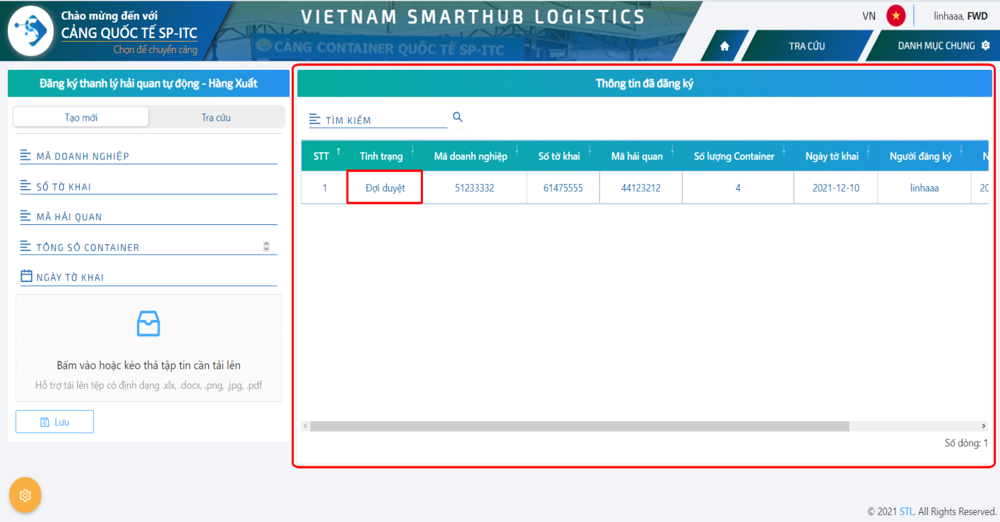 Chào mừng đến với
CẢNG QUỐC TẾ SP-ITC
Chọn để chuyển cảng
VIETNAM SMARTHUB LOGISTICS
CẢNG CONTAINER QUỐC TẾ SP-ITC
VN
linhaaa, FWD
TRA CỨU
DANH MỤC CHUNG
Đăng ký thanh lý hải quan tự động - Hàng Xuất
Tạo mới
Tra cứu
MÃ DOANH NGHIỆP
SỐ TỜ KHAI
MÃ HẢI QUAN
TỔNG SỐ CONTAINER
NGÀY TỜ KHAI
Bấm vào hoặc kéo thả tập tin cần tải lên
Hỗ trợ tải lên tệp có định dạng .xlx, .docx, .png, .jpg, .pdf
Lưu
Thông tin đã đăng ký
TÌM KIẾM
STT Tình trạng Mã doanh nghiệp Số tờ khai Mã hải quan Số lượng Container Ngày tờ khai Người đăng ký N
1 Đợi duyệt 51233332 61475555 44123212 4 2021-12-10 linhaaa 20
Số dòng: 1
© 2021 STL. All Rights Reserved.